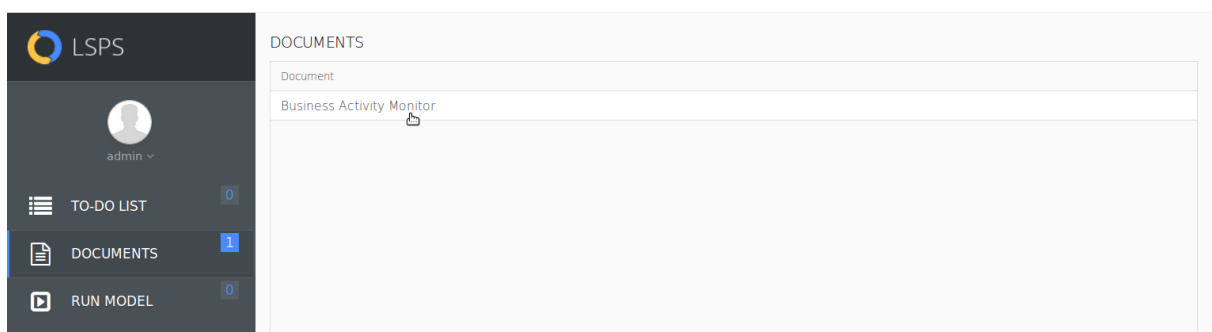 LSPS
admin
TO-DO LIST 0
DOCUMENTS 1
RUN MODEL 0
DOCUMENTS
Document
Business Activity Monitor